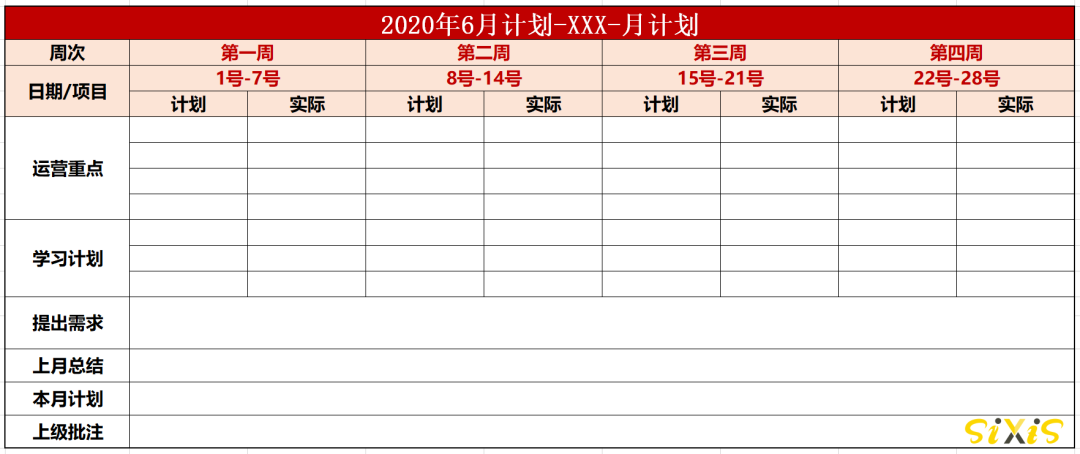 2020年6月计划-XXX-月计划
周次 第一周 第二周 第三周 第四周
日期/项目 1号-7号 8号-14号 15号-21号 22号-28号
计划 实际 计划 实际 计划 实际 计划 实际
运营重点
学习计划
提出需求
上月总结
本月计划
上级批注
SiXiS